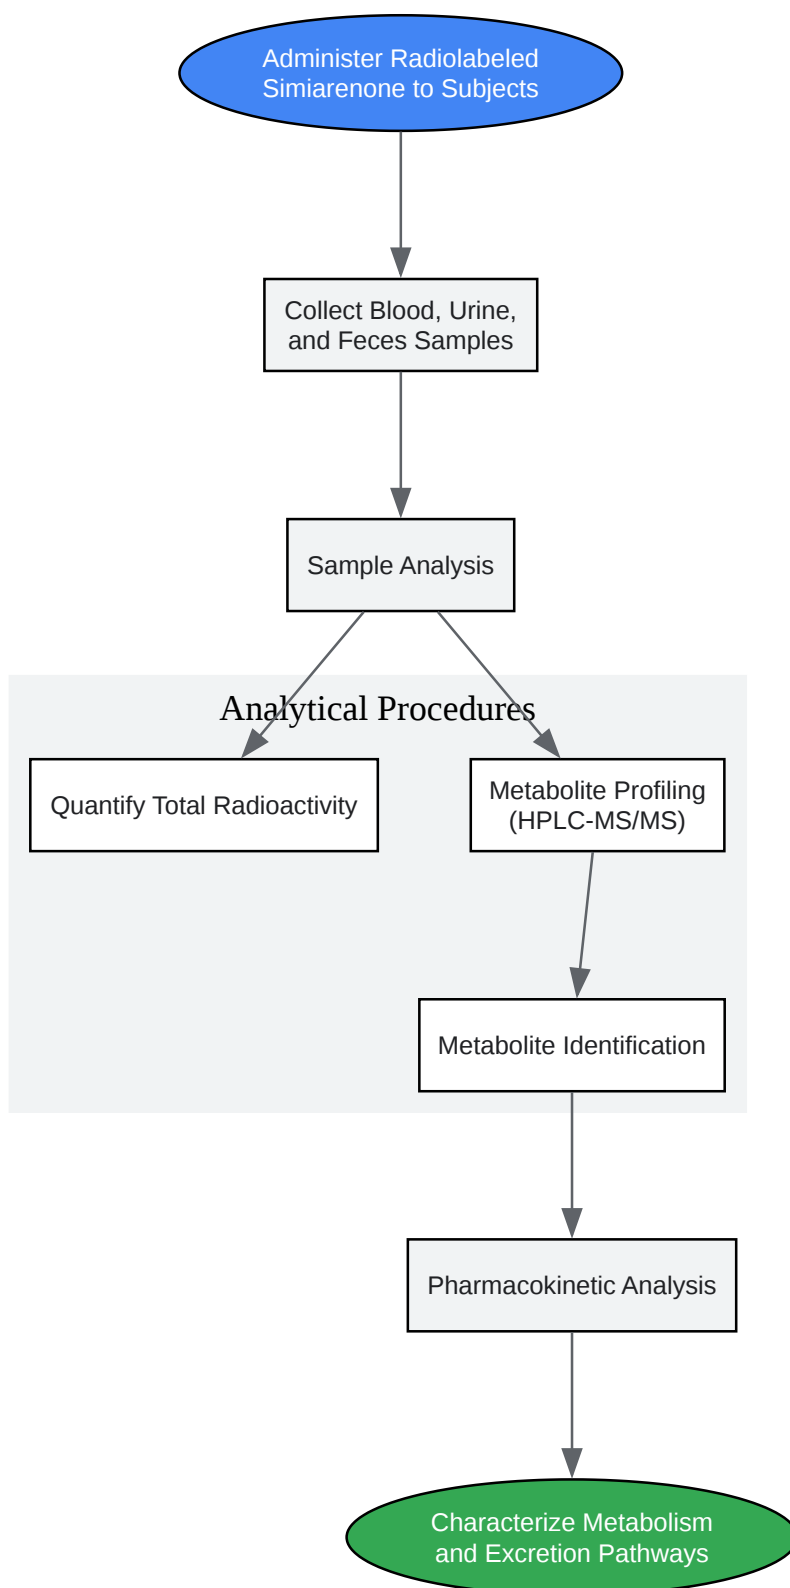 Administer Radiolabeled
Simiarenone to Subjects
Collect Blood, Urine,
and Feces Samples
Sample Analysis
Analytical Procedures
Quantify Total Radioactivity
Metabolite Profiling
(HPLC-MS/MS)
Metabolite Identification
Pharmacokinetic Analysis
Characterize Metabolism
and Excretion Pathways